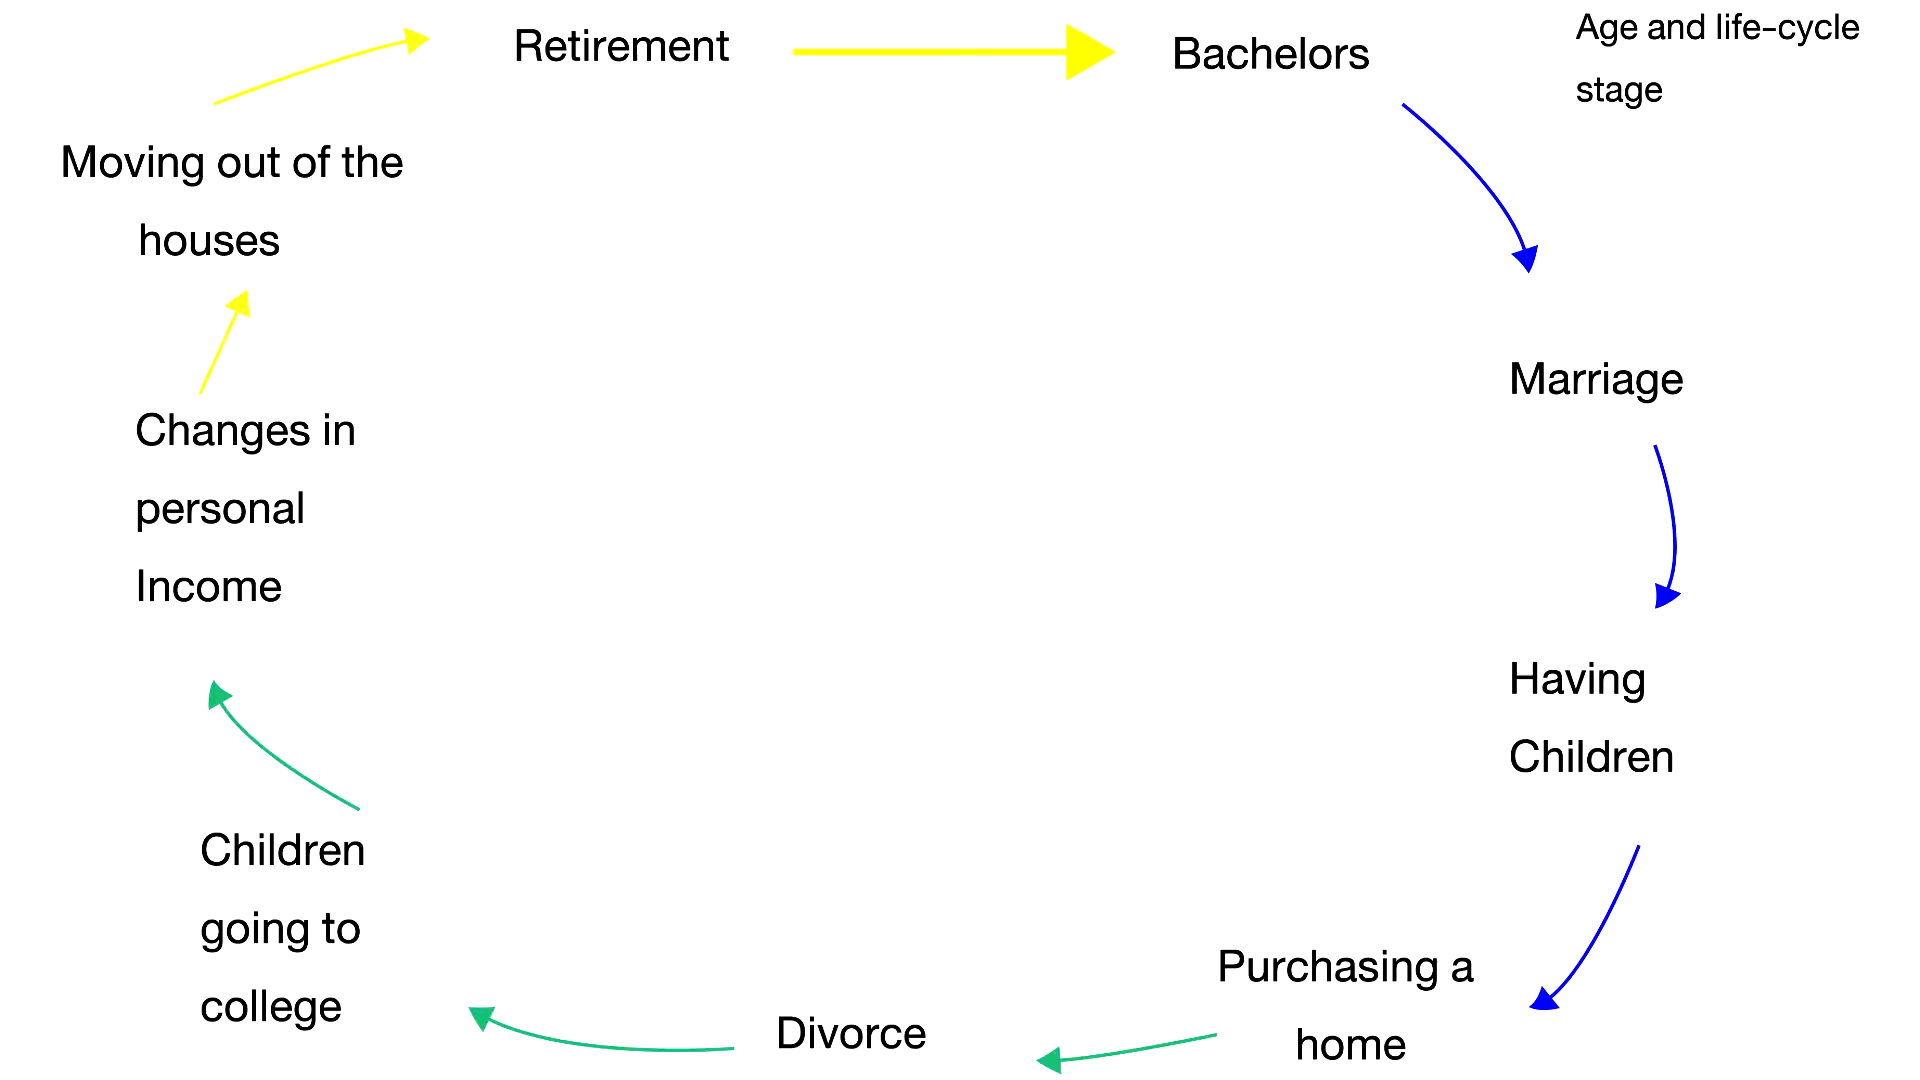 Retirement
Bachelors
Age and life-cycle
stage
Moving out of the
houses
Marriage
Changes in
personal
Income
Having
Children
Children
going to
college
Purchasing a
home
Divorce